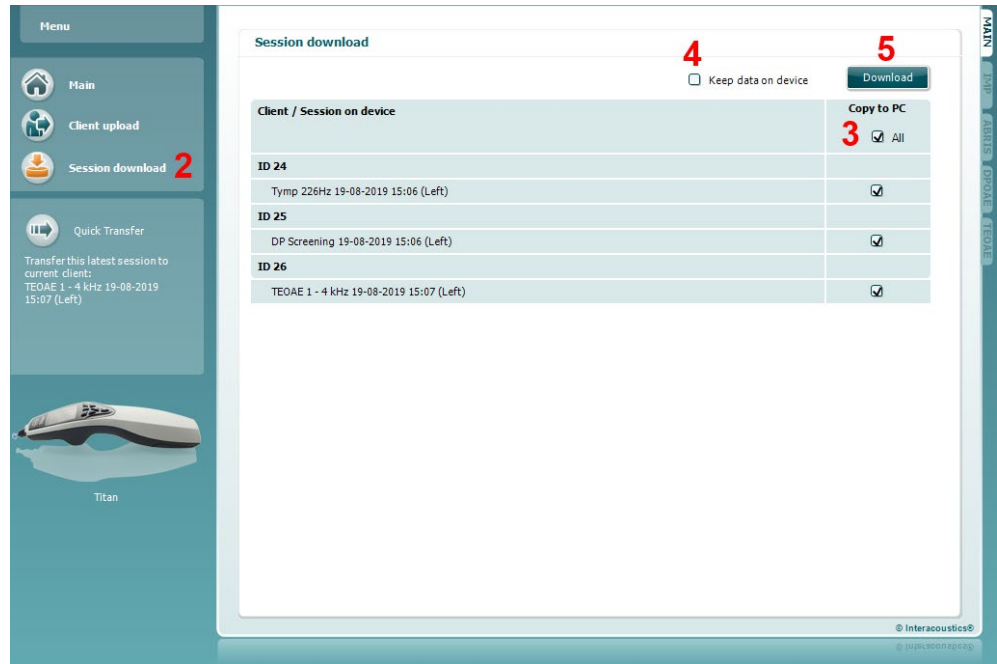 Menu
Main
Client upload
Session download 2
Quick Transfer
Transfer this latest session to
current client:
TEOAE 1 - 4 kHz 19-08-2019
15:07 (Left)
Titan
Session download
4
5
Keep data on device
Download
Client / Session on device
Copy to PC
3 All
ID 24
Tymp 226Hz 19-08-2019 15:06 (Left)
ID 25
DP Screening 19-08-2019 15:06 (Left)
ID 26
TEOAE 1 - 4 kHz 19-08-2019 15:07 (Left)
© Interacoustics®
MAIN
IMP
ABRIS
DPOAE
TEOAE